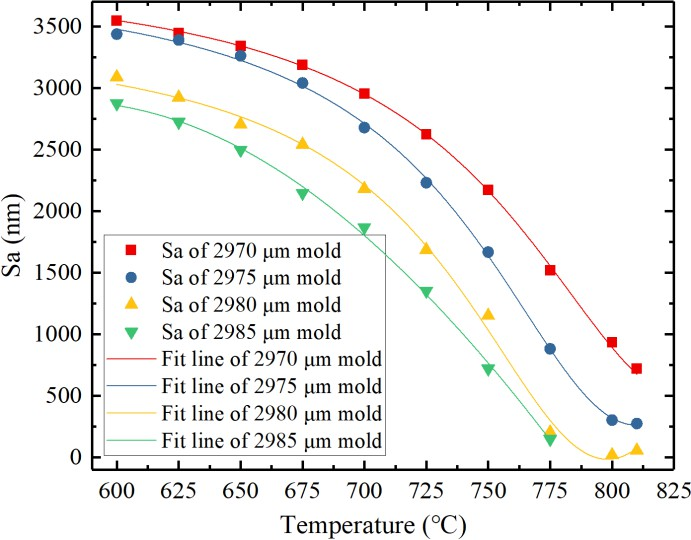 3500
3000
2500
2000
1500
1000
500
0
Sa (nm)
Sa of 2970 μm mold
Sa of 2975 μm mold
Sa of 2980 μm mold
Sa of 2985 μm mold
Fit line of 2970 μm mold
Fit line of 2975 μm mold
Fit line of 2980 μm mold
Fit line of 2985 μm mold
600 625 650 675 700 725 750 775 800 825
Temperature (℃)